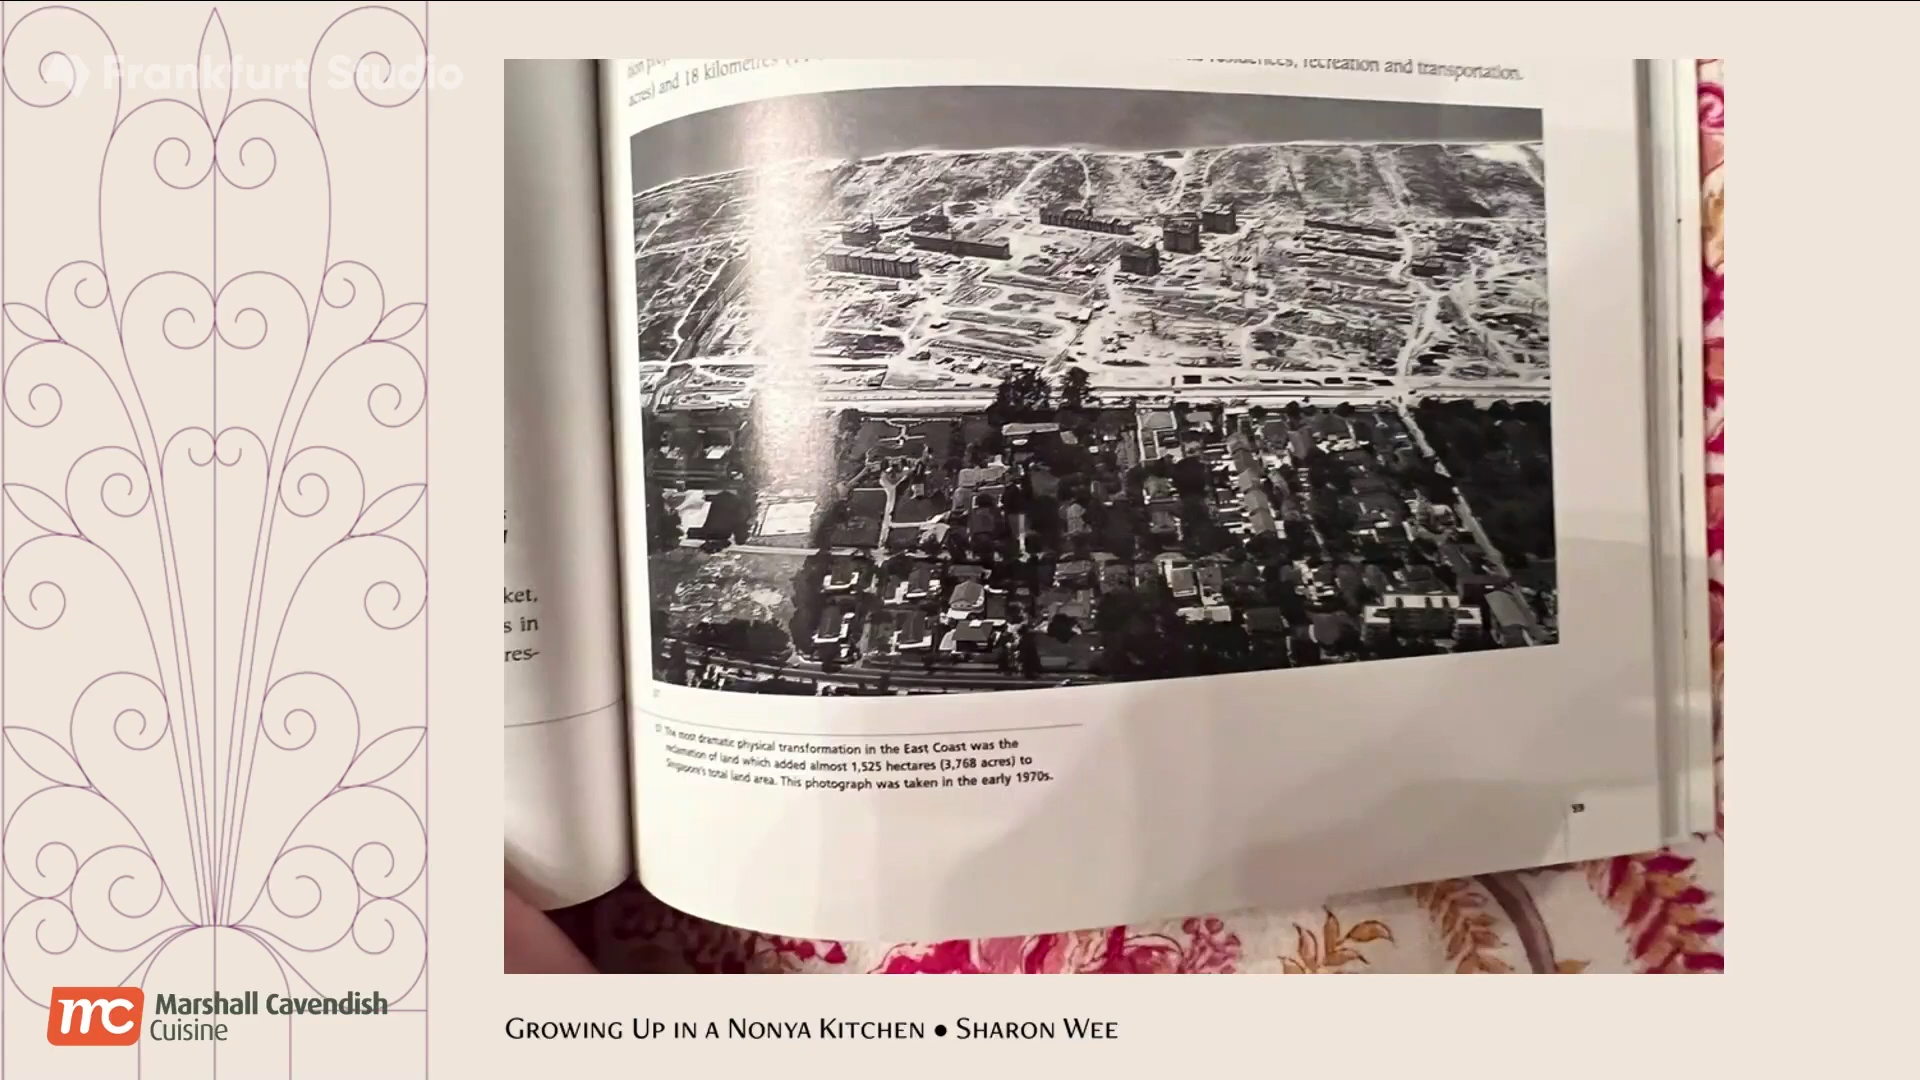 Frankfurt Studio
acres) and 18 kilometres
residences, recreation and transportation.
ket,
s in
res-
The most dramatic physical transformation in the East Coast was the
reclamation of land which added almost 1,525 hectares (3,768 acres) to
Singapore's total land area. This photograph was taken in the early 1970s.
mc Marshall Cavendish
Cuisine
GROWING UP IN A NONYA KITCHEN ● SHARON WEE